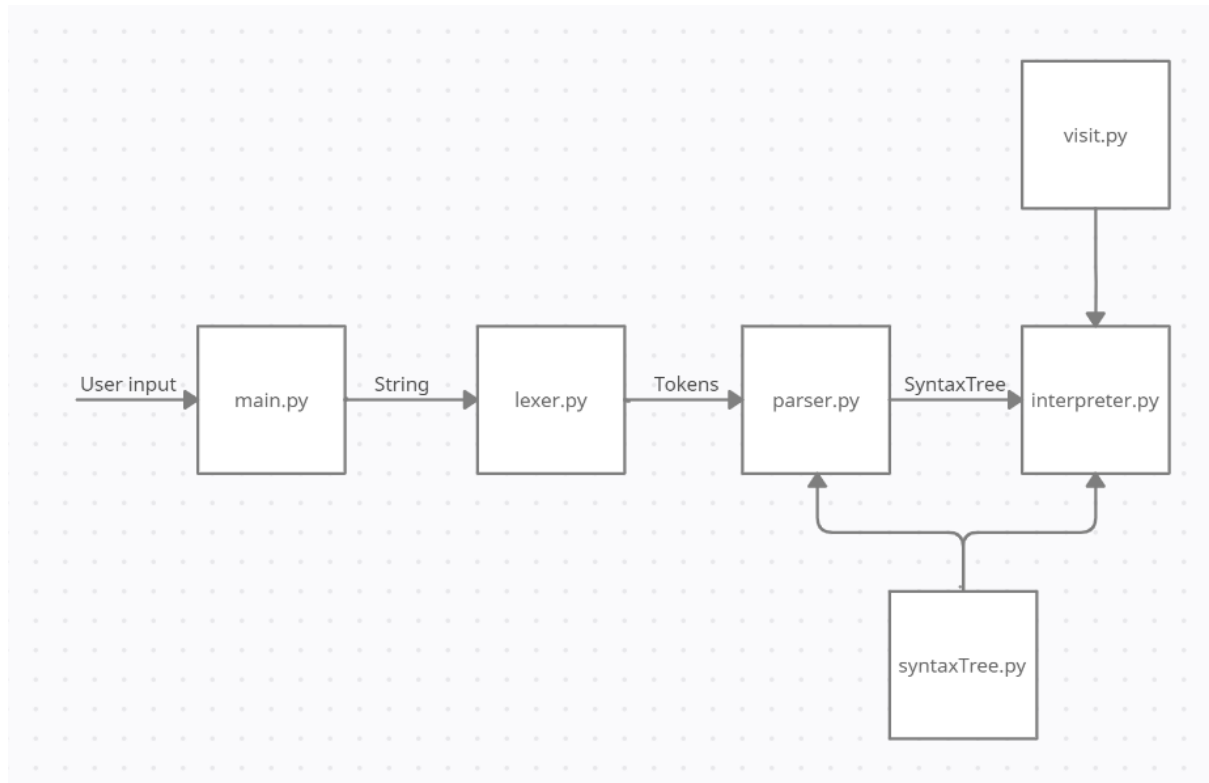 visit.py
User input
main.py
String
lexer.py
Tokens
parser.py
SyntaxTree
interpreter.py
syntaxTree.py